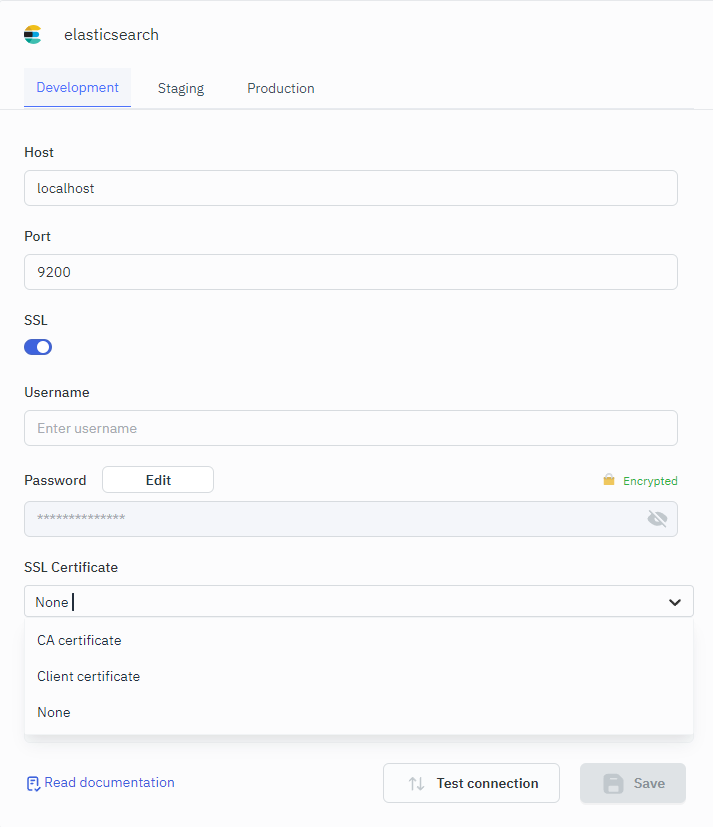 elasticsearch
Development Staging Production
Host
localhost
Port
9200
SSL
Username
Enter username
Password Edit Encrypted
**************
SSL Certificate
None
CA certificate
Client certificate
None
Read documentation Test connection Save